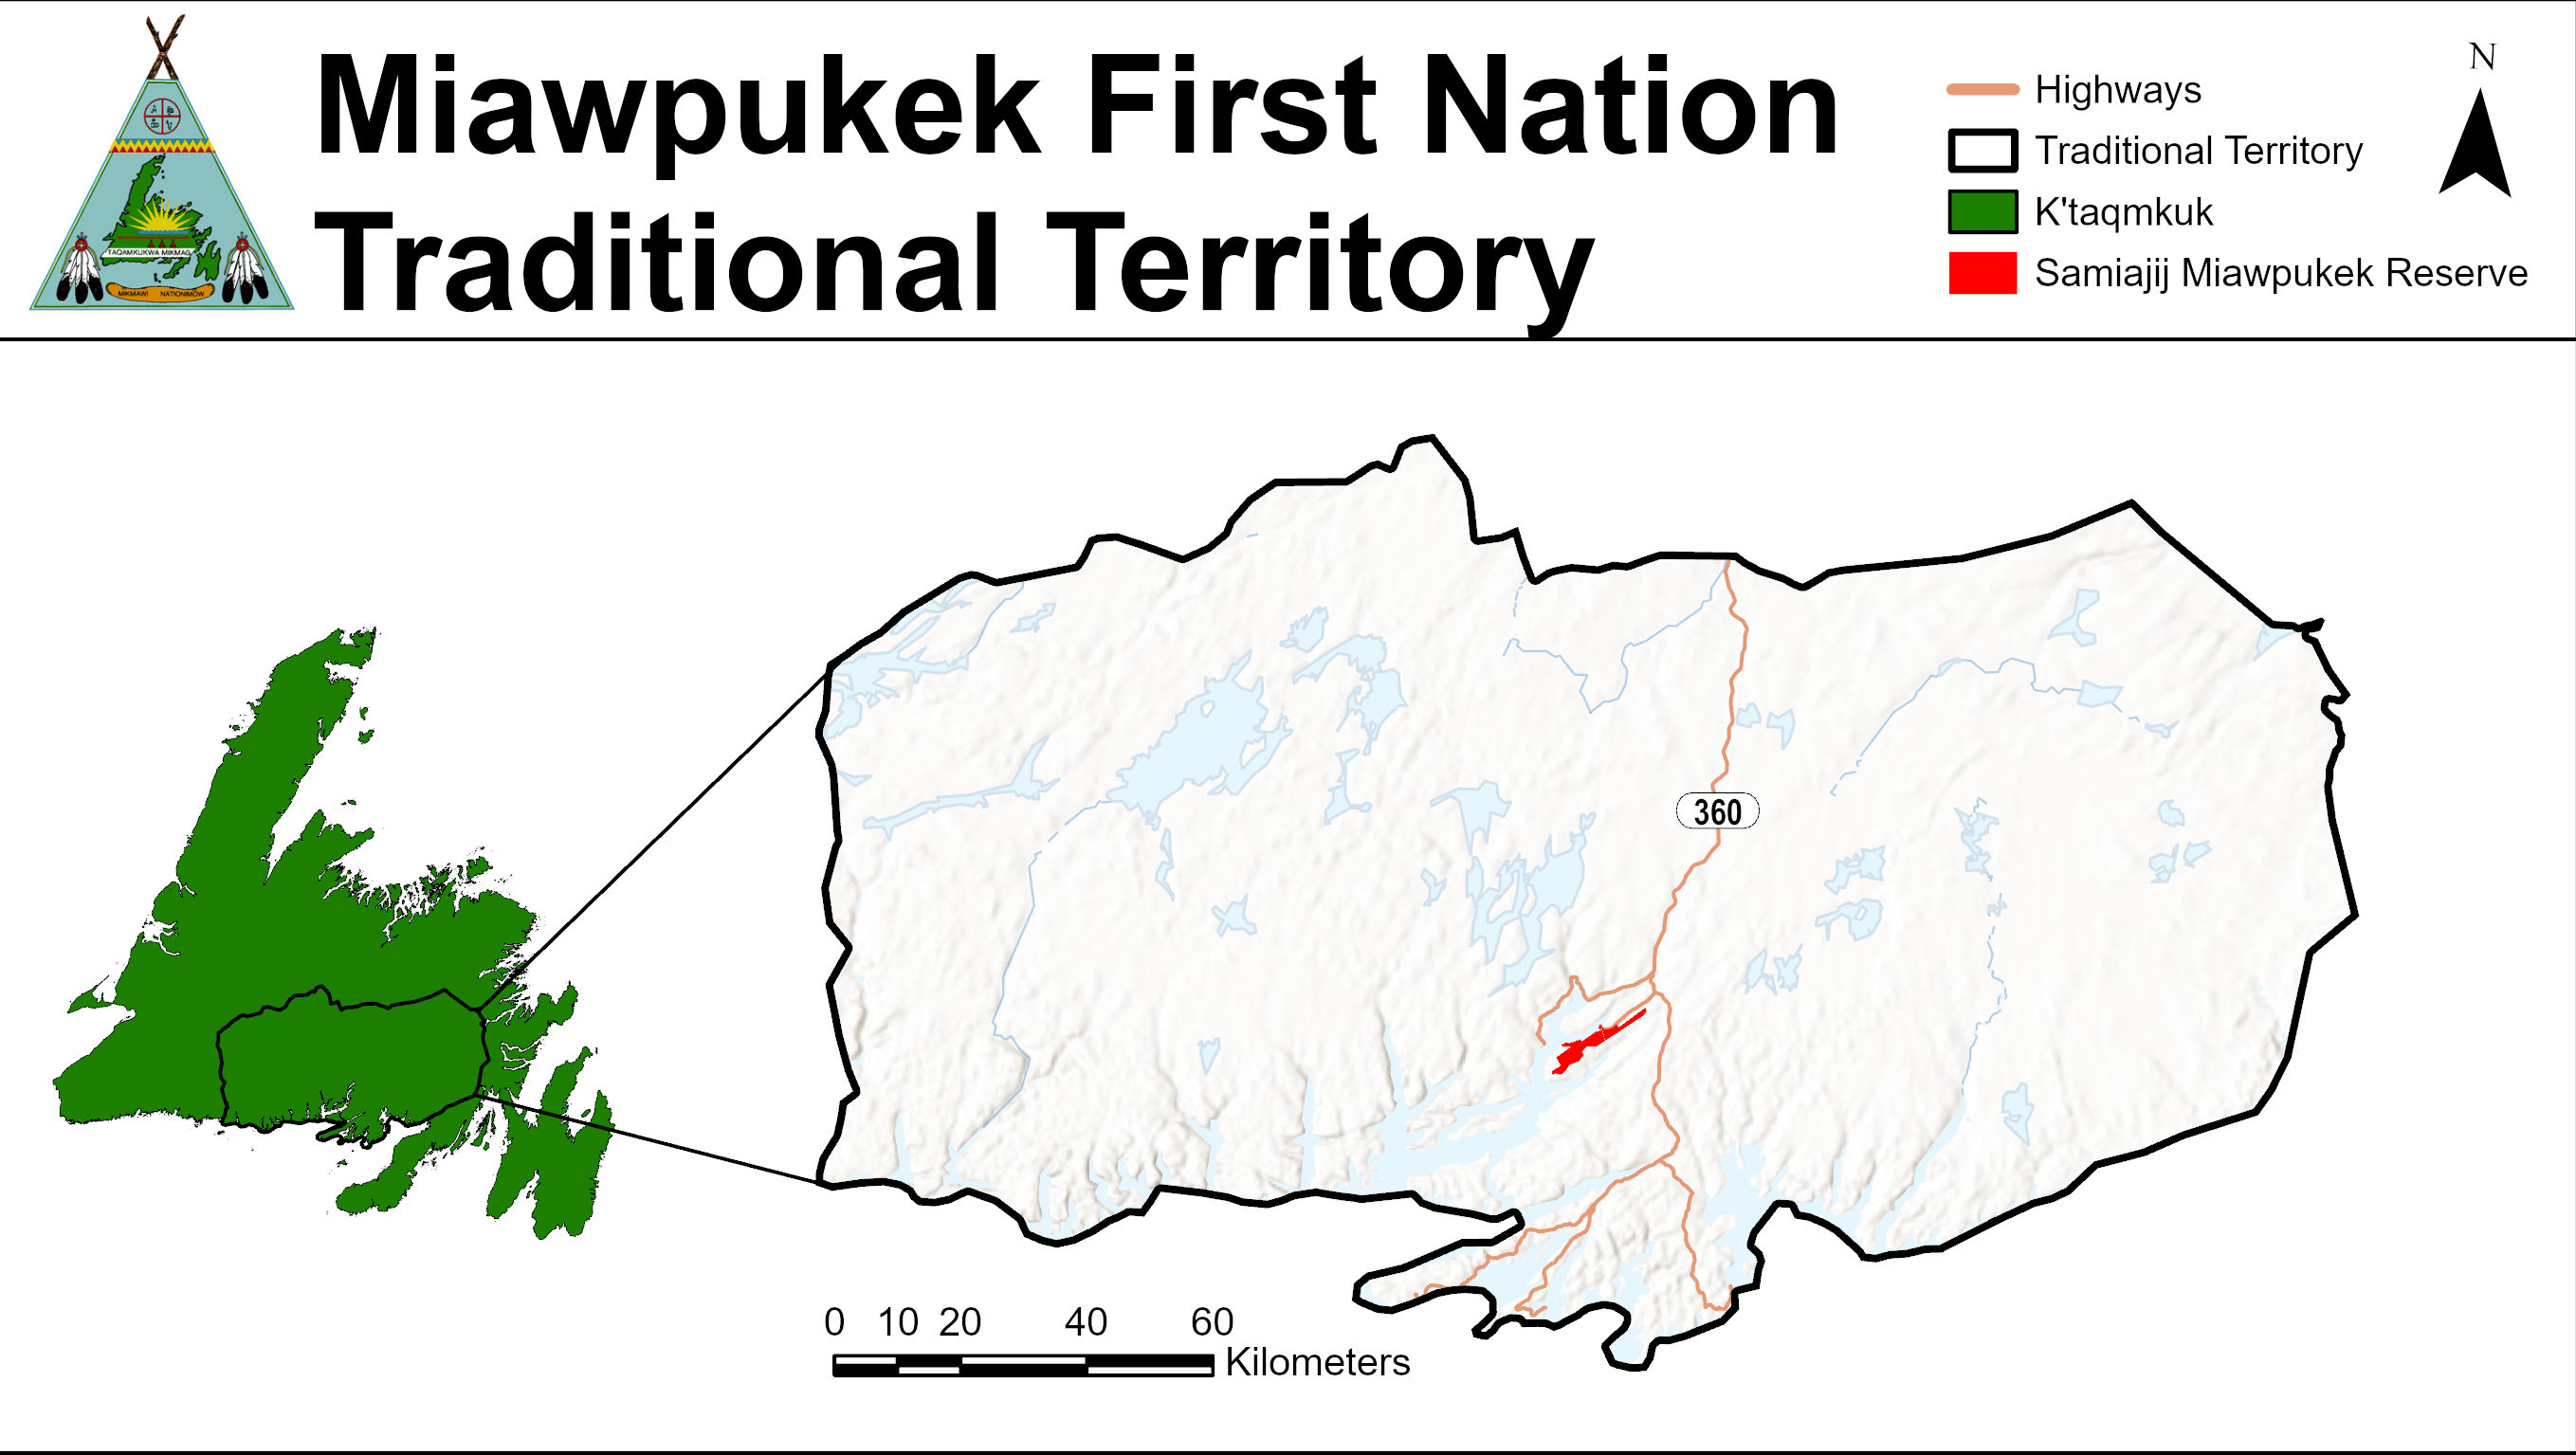 Miawpukek First Nation
Traditional Territory
Highways
Traditional Territory
K'taqmkuk
Samiajij Miawpukek Reserve
N
TAQAMKUKWA MIKMAQ
MIKMAWI NATIONIMOW
360
0 10 20 40 60
Kilometers